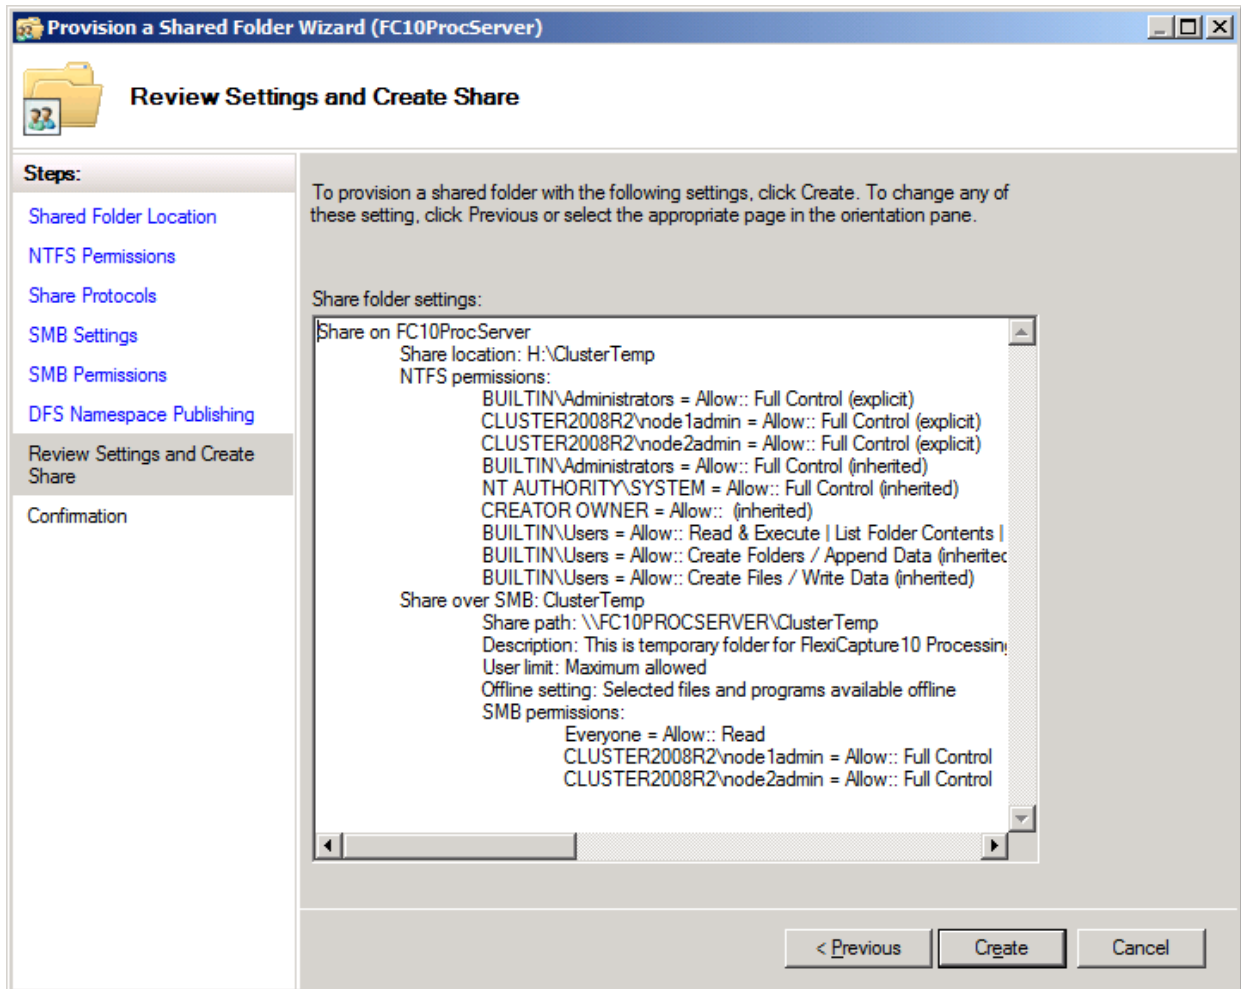 Provision a Shared Folder Wizard (FC10ProcServer)
Review Settings and Create Share
Steps:
Shared Folder Location
NTFS Permissions
Share Protocols
SMB Settings
SMB Permissions
DFS Namespace Publishing
Review Settings and Create
Share
Confirmation
To provision a shared folder with the following settings, click Create. To change any of
these setting, click Previous or select the appropriate page in the orientation pane.
Share folder settings:
Share on FC10ProcServer
Share location: H:\ClusterTemp
NTFS permissions:
BUILTIN\Administrators = Allow:: Full Control (explicit)
CLUSTER2008R2\node1admin = Allow:: Full Control (explicit)
CLUSTER2008R2\node2admin = Allow:: Full Control (explicit)
BUILTIN\Administrators = Allow:: Full Control (inherited)
NT AUTHORITY\SYSTEM = Allow:: Full Control (inherited)
CREATOR OWNER = Allow:: (inherited)
BUILTIN\Users = Allow:: Read & Execute | List Folder Contents |
BUILTIN\Users = Allow:: Create Folders / Append Data (inherited
BUILTIN\Users = Allow:: Create Files / Write Data (inherited)
Share over SMB: ClusterTemp
Share path: \\FC10PROCSERVER\ClusterTemp
Description: This is temporary folder for FlexiCapture10 Processin
User limit: Maximum allowed
Offline setting: Selected files and programs available offline
SMB permissions:
Everyone = Allow:: Read
CLUSTER2008R2\node1admin = Allow:: Full Control
CLUSTER2008R2\node2admin = Allow:: Full Control
< Previous
Create
Cancel